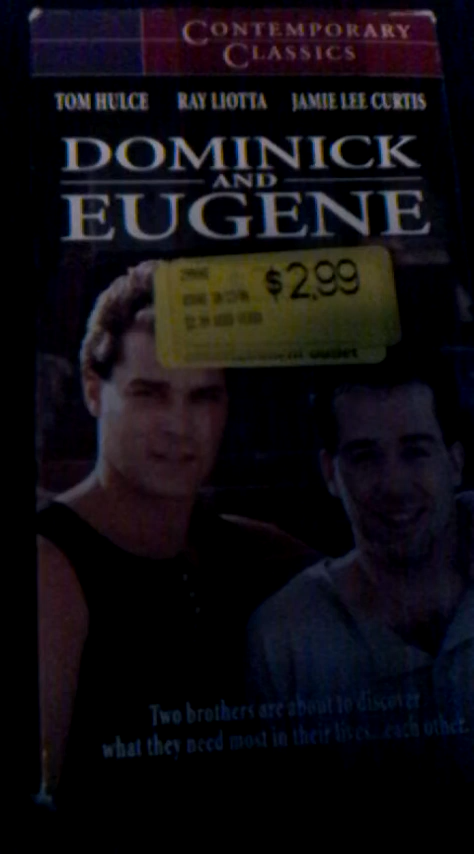 CONTEMPORARY
CLASSICS
TOM HULCE RAY LIOTTA JAMIE LEE CURTIS
DOMINICK
AND
EUGENE
$2.99
Two brothers are about to discover
what they need most in their lives...each other.